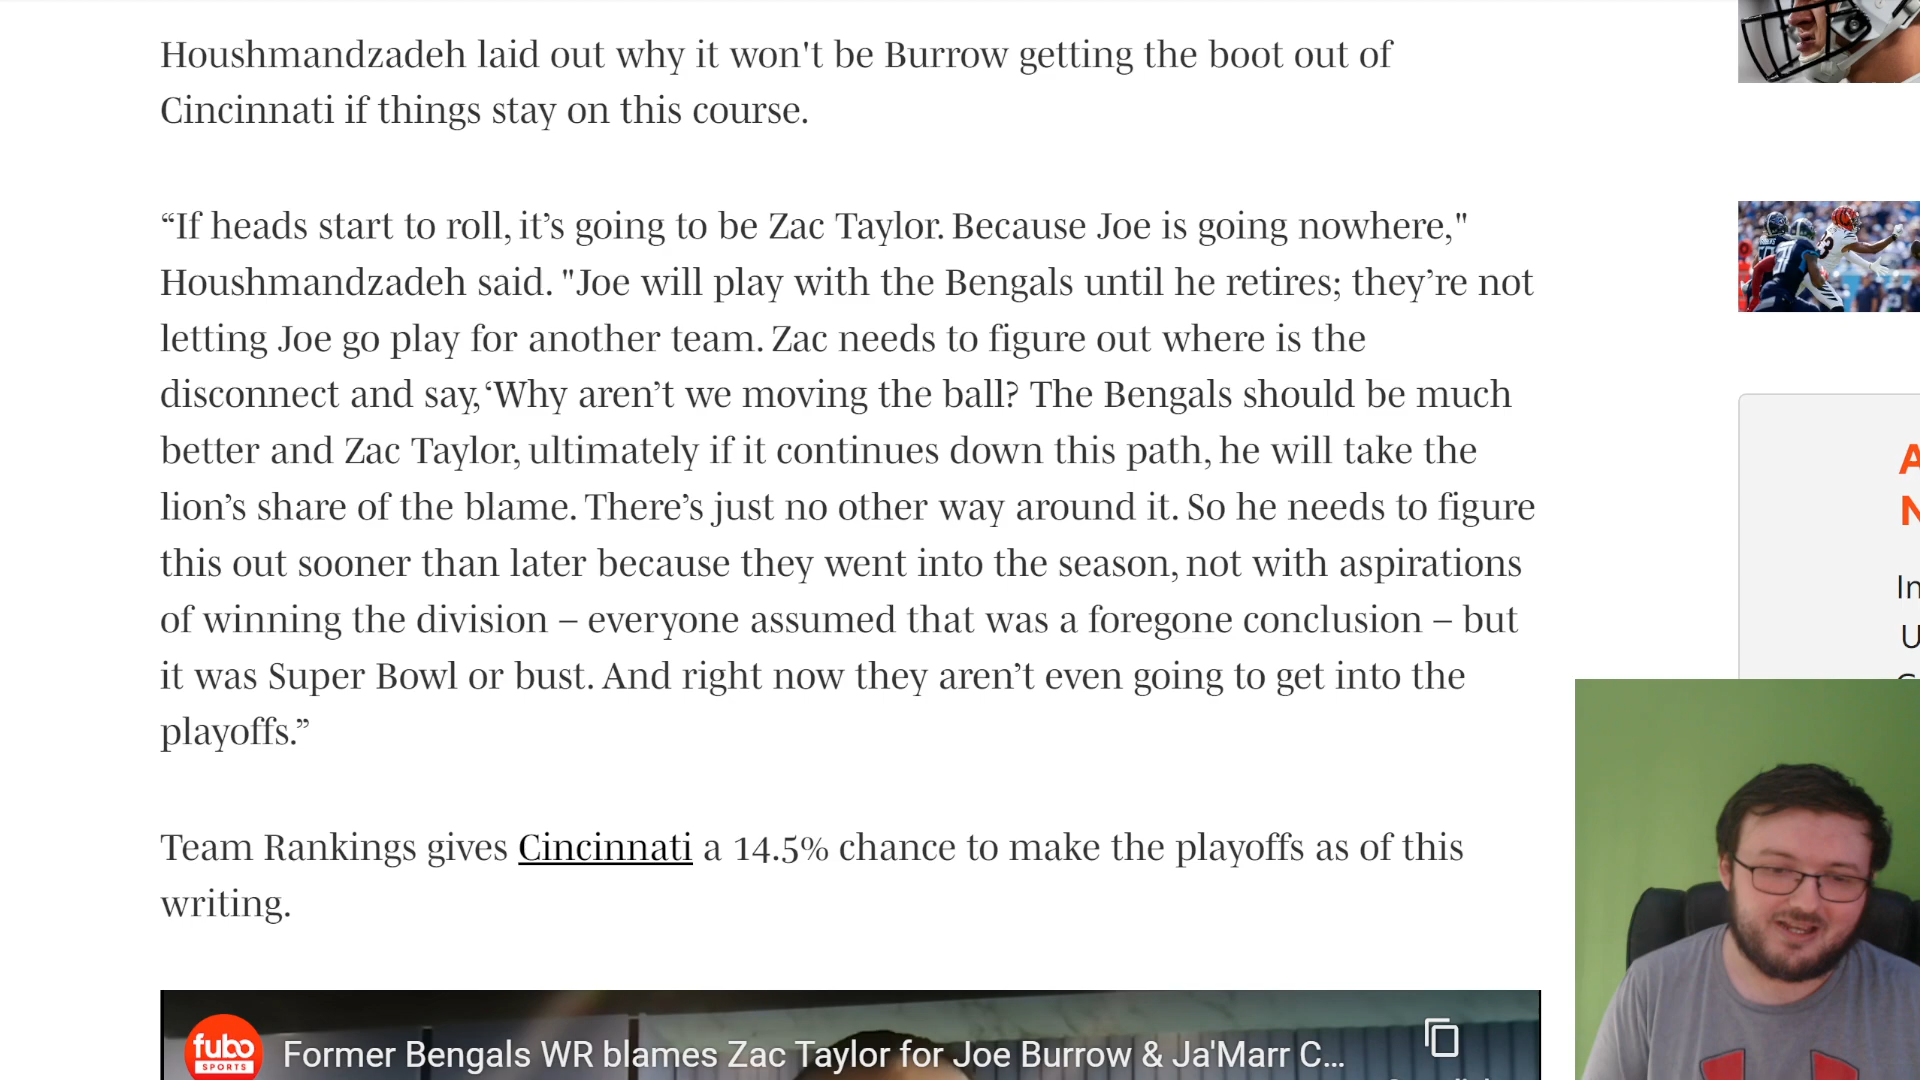 Houshmandzadeh laid out why it won't be Burrow getting the boot out of
Cincinnati if things stay on this course.
“If heads start to roll, it’s going to be Zac Taylor. Because Joe is going nowhere,"
Houshmandzadeh said. "Joe will play with the Bengals until he retires; they’re not
letting Joe go play for another team. Zac needs to figure out where is the
disconnect and say, ‘Why aren’t we moving the ball? The Bengals should be much
better and Zac Taylor, ultimately if it continues down this path, he will take the
lion’s share of the blame. There’s just no other way around it. So he needs to figure
this out sooner than later because they went into the season, not with aspirations
of winning the division – everyone assumed that was a foregone conclusion – but
it was Super Bowl or bust. And right now they aren’t even going to get into the
playoffs.”
Team Rankings gives Cincinnati a 14.5% chance to make the playoffs as of this
writing.
fubo
SPORTS
Former Bengals WR blames Zac Taylor for Joe Burrow & Ja'Marr C...